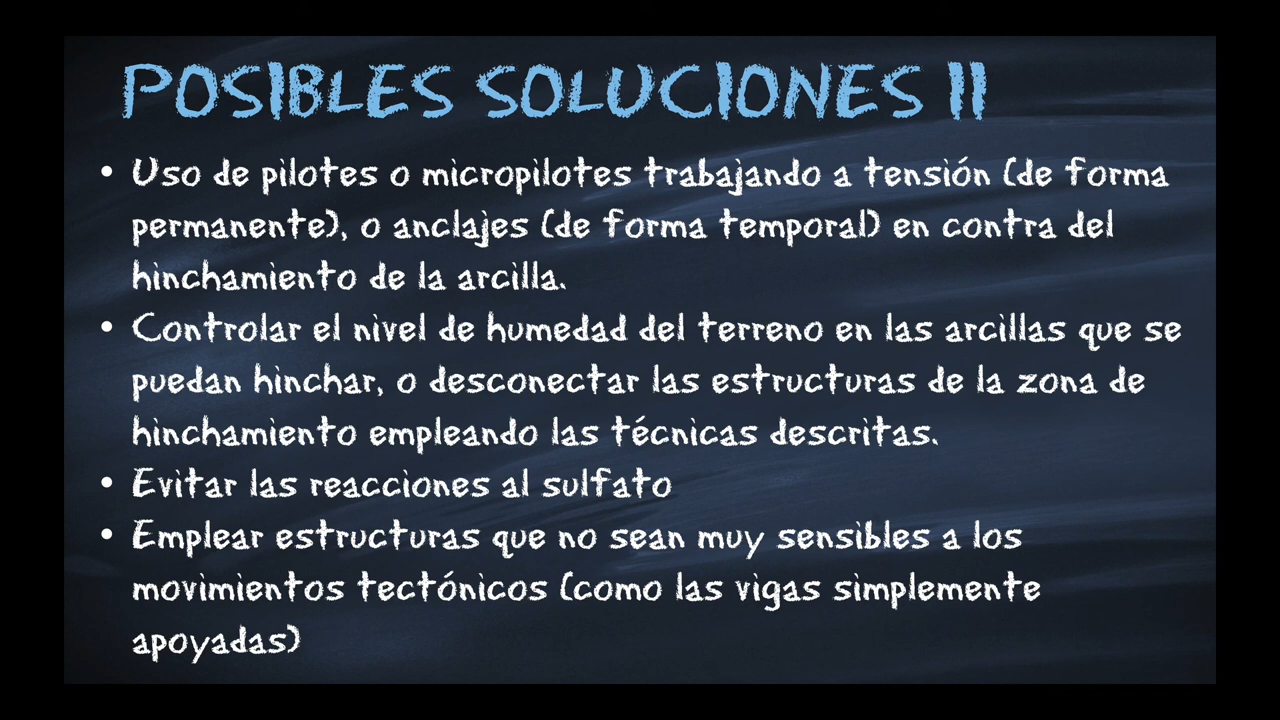 POSIBLES SOLUCIONES II
• Uso de pilotes o micropilotes trabajando a tensión (de forma
permanente), o anclajes (de forma temporal) en contra del
hinchamiento de la arcilla.
• Controlar el nivel de humedad del terreno en las arcillas que se
puedan hinchar, o desconectar las estructuras de la zona de
hinchamiento empleando las técnicas descritas.
• Evitar las reacciones al sulfato
• Emplear estructuras que no sean muy sensibles a los
movimientos tectónicos (como las vigas simplemente
apoyadas)